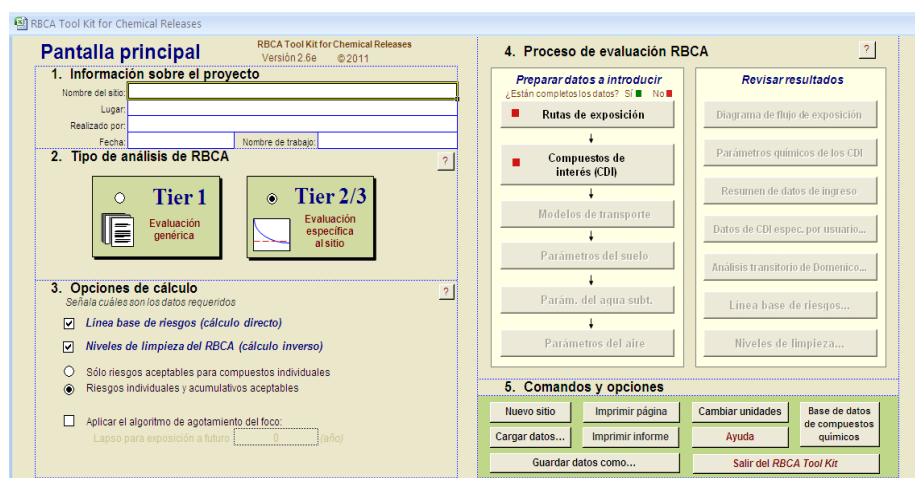 RBCA Tool Kit for Chemical Releases
Pantalla principal
RBCA Tool Kit for Chemical Releases
Versión 2.6e ©2011
1. Información sobre el proyecto
Nombre del sitio:
Lugar:
Realizado por:
Fecha:
Nombre de trabajo:
2. Tipo de análisis de RBCA
?
Tier 1
Evaluación
genérica
Tier 2/3
Evaluación
específica
al sitio
3. Opciones de cálculo
?
Señala cuáles son los datos requeridos
Línea base de riesgos (cálculo directo)
Niveles de limpieza del RBCA (cálculo inverso)
Sólo riesgos aceptables para compuestos individuales
Riesgos individuales y acumulativos aceptables
Aplicar el algoritmo de agotamiento del foco:
Lapso para exposición a futuro 0 (año)
4. Proceso de evaluación RBCA
?
Preparar datos a introducir
¿Están completos los datos? Sí No
Rutas de exposición
Compuestos de
interés (CDI)
Modelos de transporte
Parámetros del suelo
Parám. del aqua subt.
Parámetros del aire
Revisar resultados
Diagrama de flujo de exposición
Parámetros químicos de los CDI
Resumen de datos de ingreso
Datos de CDI espec. por usuario...
Análisis transitorio de Domenico...
Línea base de riesgos...
Niveles de limpieza...
5. Comandos y opciones
Nuevo sitio
Imprimir página
Cambiar unidades
Base de datos
de compuestos
químicos
Cargar datos...
Imprimir informe
Ayuda
Guardar datos como...
Salir del RBCA Tool Kit